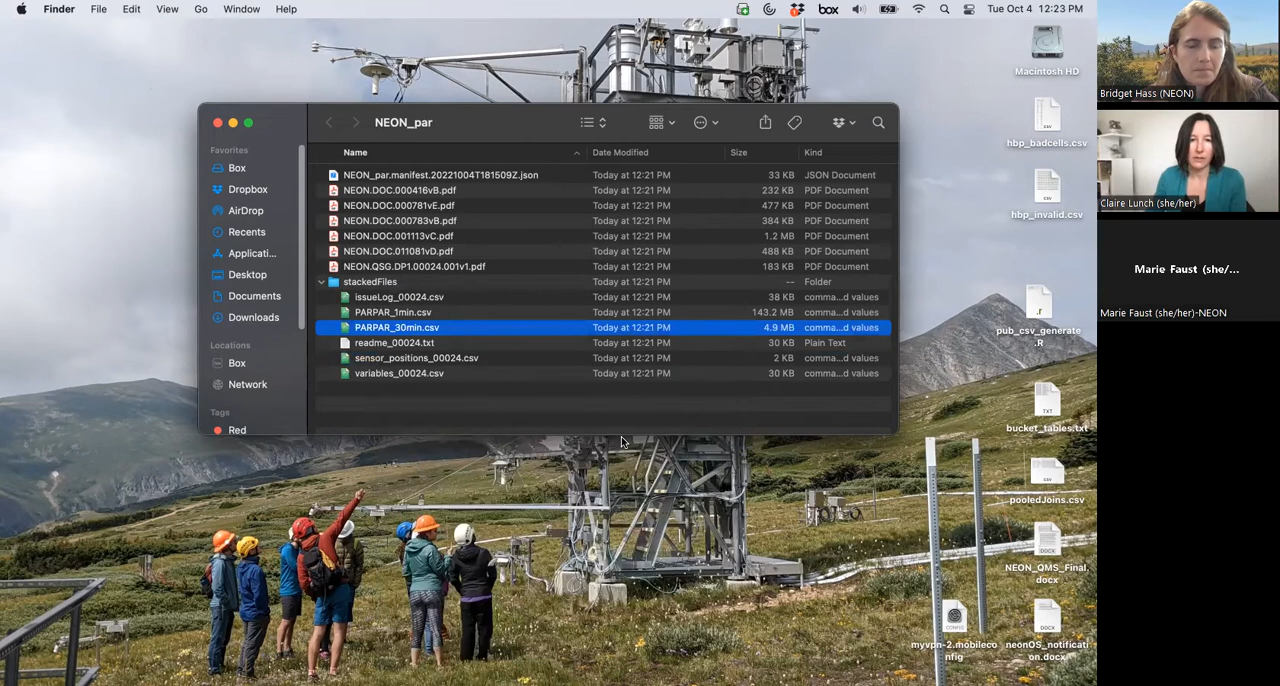 Finder File Edit View Go Window Help
box
Tue Oct 4 12:23 PM
NEON_par
Favorites
Box
Dropbox
AirDrop
Recents
Applicati...
Desktop
Documents
Downloads
Locations
Box
Network
Tags
Red
Name Date Modified Size Kind
NEON_par.manifest.20221004T181509Z.json Today at 12:21 PM 33 KB JSON Document
NEON.DOC.000416vB.pdf Today at 12:21 PM 232 KB PDF Document
NEON.DOC.000781vE.pdf Today at 12:21 PM 477 KB PDF Document
NEON.DOC.000783vB.pdf Today at 12:21 PM 384 KB PDF Document
NEON.DOC.001113vC.pdf Today at 12:21 PM 1.2 MB PDF Document
NEON.DOC.011081vD.pdf Today at 12:21 PM 488 KB PDF Document
NEON.QSG.DP1.00024.001v1.pdf Today at 12:21 PM 183 KB PDF Document
stackedFiles Today at 12:21 PM -- Folder
issueLog_00024.csv Today at 12:21 PM 38 KB comma...d values
PARPAR_1min.csv Today at 12:21 PM 143.2 MB comma...d values
PARPAR_30min.csv Today at 12:21 PM 4.9 MB comma...d values
readme_00024.txt Today at 12:21 PM 30 KB Plain Text
sensor_positions_00024.csv Today at 12:21 PM 2 KB comma...d values
variables_00024.csv Today at 12:21 PM 30 KB comma...d values
Macintosh HD
csv
hbp_badcells.csv
hbp_invalid.csv
.r
pub_csv_generate
.R
TXT
bucket_tables.txt
csv
pooledJoins.csv
DOCX
NEON_QMS_Final.
docx
CONFIG
myvpn-2.mobileco
nfig
DOCX
neonOS_notificati
on.docx
Bridget Hass (NEON)
Claire Lunch (she/her)
Marie Faust (she/...
Marie Faust (she/her)-NEON